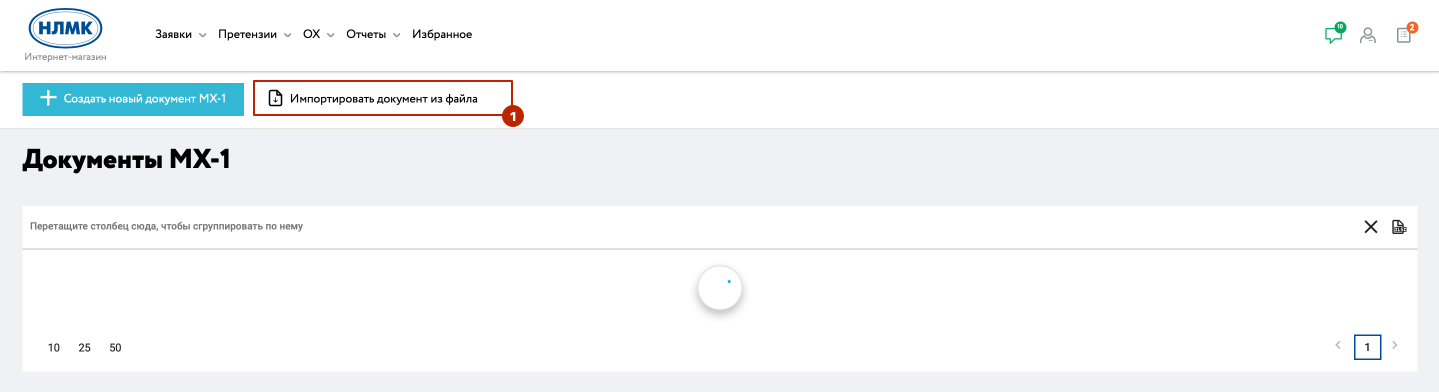 НЛМК
Интернет-магазин
Заявки Претензии ОХ Отчеты Избранное
10
2
Создать новый документ МХ-1
Импортировать документ из файла
1
Документы МХ-1
Перетащите столбец сюда, чтобы сгруппировать по нему
10 25 50
1